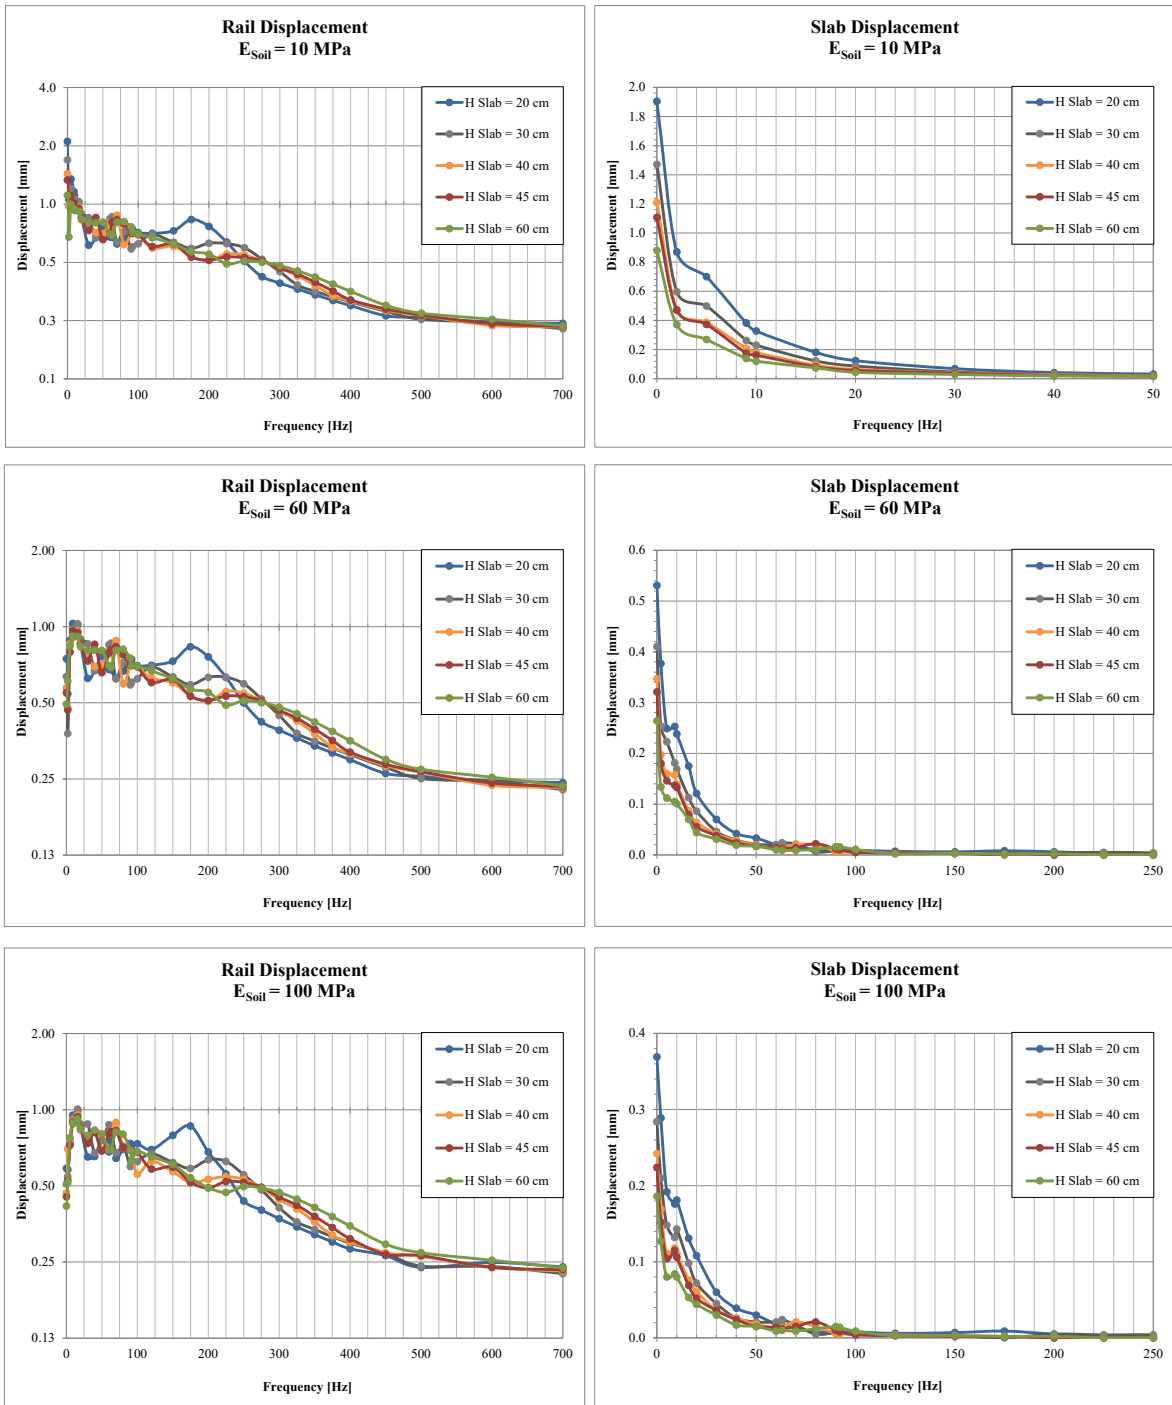 Rail Displacement
E_Soil = 10 MPa
Displacement [mm]
4.0
2.0
1.0
0.5
0.3
0.1
0 100 200 300 400 500 600 700
Frequency [Hz]
H Slab = 20 cm
H Slab = 30 cm
H Slab = 40 cm
H Slab = 45 cm
H Slab = 60 cm
Slab Displacement
E_Soil = 10 MPa
Displacement [mm]
2.0
1.8
1.6
1.4
1.2
1.0
0.8
0.6
0.4
0.2
0.0
0 10 20 30 40 50
Frequency [Hz]
H Slab = 20 cm
H Slab = 30 cm
H Slab = 40 cm
H Slab = 45 cm
H Slab = 60 cm
Rail Displacement
E_Soil = 60 MPa
Displacement [mm]
2.00
1.00
0.50
0.25
0.13
0 100 200 300 400 500 600 700
Frequency [Hz]
H Slab = 20 cm
H Slab = 30 cm
H Slab = 40 cm
H Slab = 45 cm
H Slab = 60 cm
Slab Displacement
E_Soil = 60 MPa
Displacement [mm]
0.6
0.5
0.4
0.3
0.2
0.1
0.0
0 50 100 150 200 250
Frequency [Hz]
H Slab = 20 cm
H Slab = 30 cm
H Slab = 40 cm
H Slab = 45 cm
H Slab = 60 cm
Rail Displacement
E_Soil = 100 MPa
Displacement [mm]
2.00
1.00
0.50
0.25
0.13
0 100 200 300 400 500 600 700
Frequency [Hz]
H Slab = 20 cm
H Slab = 30 cm
H Slab = 40 cm
H Slab = 45 cm
H Slab = 60 cm
Slab Displacement
E_Soil = 100 MPa
Displacement [mm]
0.4
0.3
0.2
0.1
0.0
0 50 100 150 200 250
Frequency [Hz]
H Slab = 20 cm
H Slab = 30 cm
H Slab = 40 cm
H Slab = 45 cm
H Slab = 60 cm